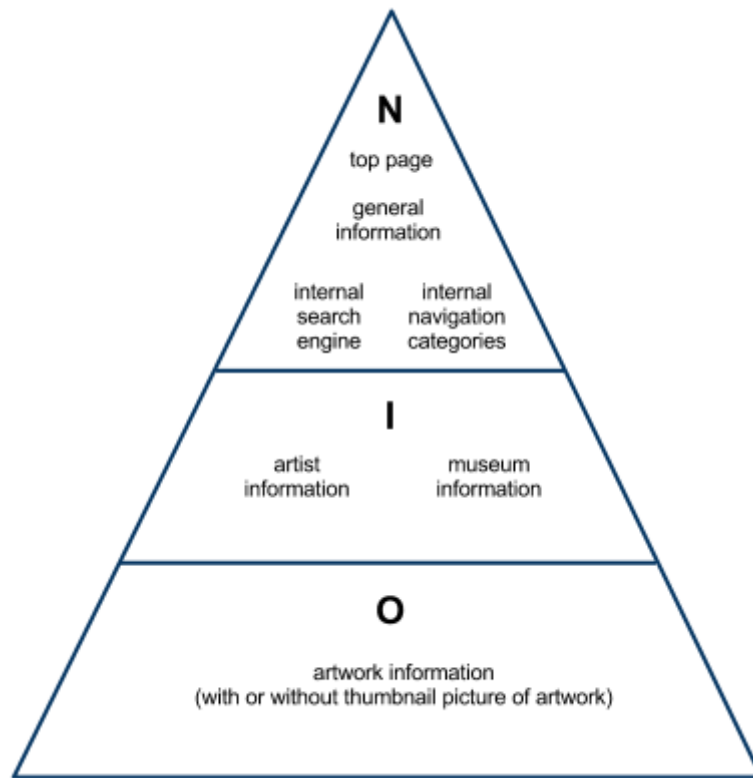 N
top page
general
information
internal
search
engine
internal
navigation
categories
I
artist
information
museum
information
O
artwork information
(with or without thumbnail picture of artwork)